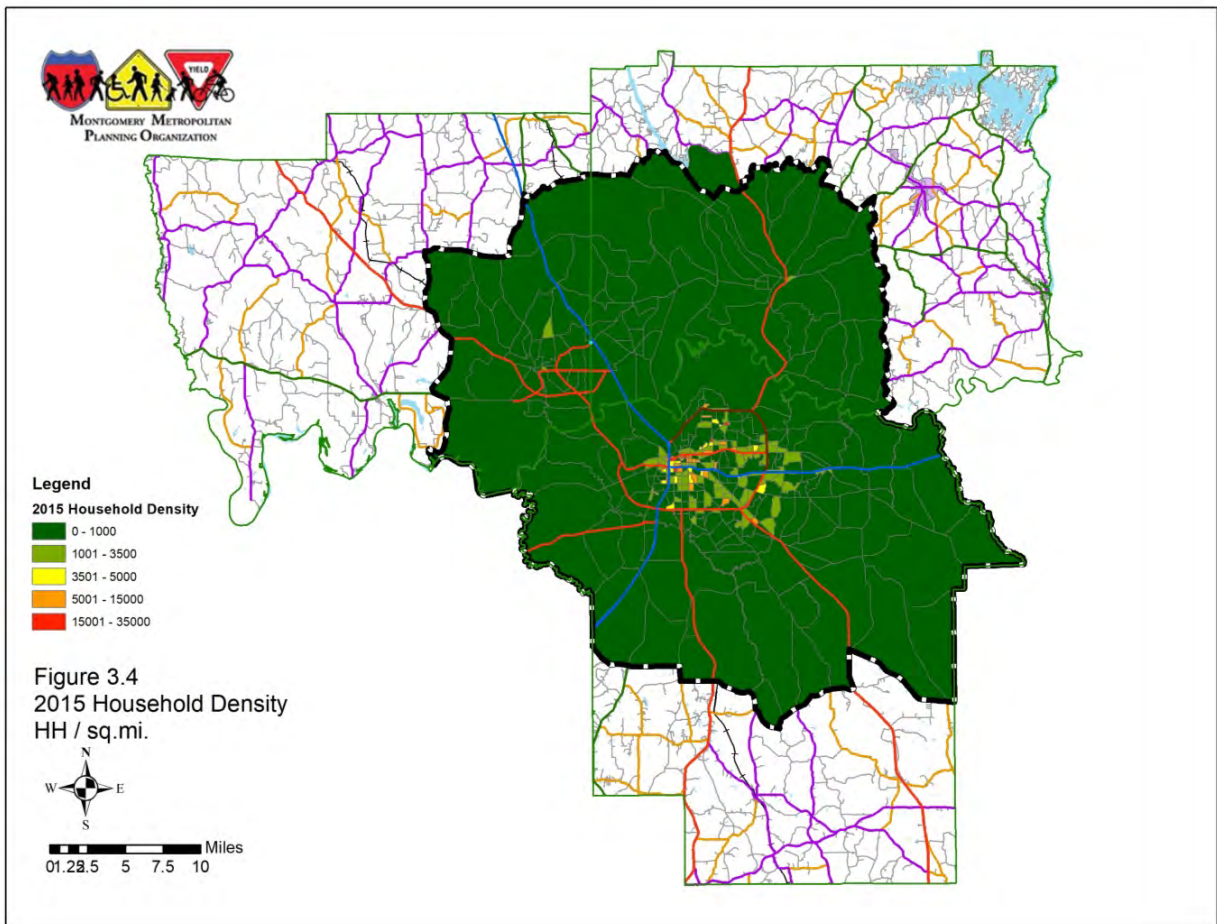 YIELD
MONTGOMERY METROPOLITAN
PLANNING ORGANIZATION
Legend
2015 Household Density
0 - 1000
1001 - 3500
3501 - 5000
5001 - 15000
15001 - 35000
Figure 3.4
2015 Household Density
HH / sq.mi.
N
W E
S
Miles
5 7.5 10